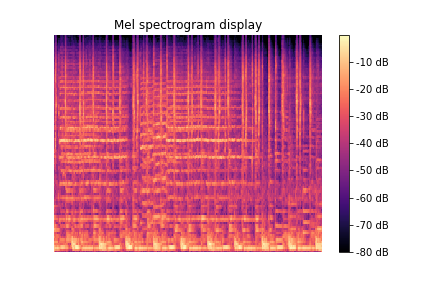 Mel spectrogram display
-10 dB
-20 dB
-30 dB
-40 dB
-50 dB
-60 dB
-70 dB
-80 dB